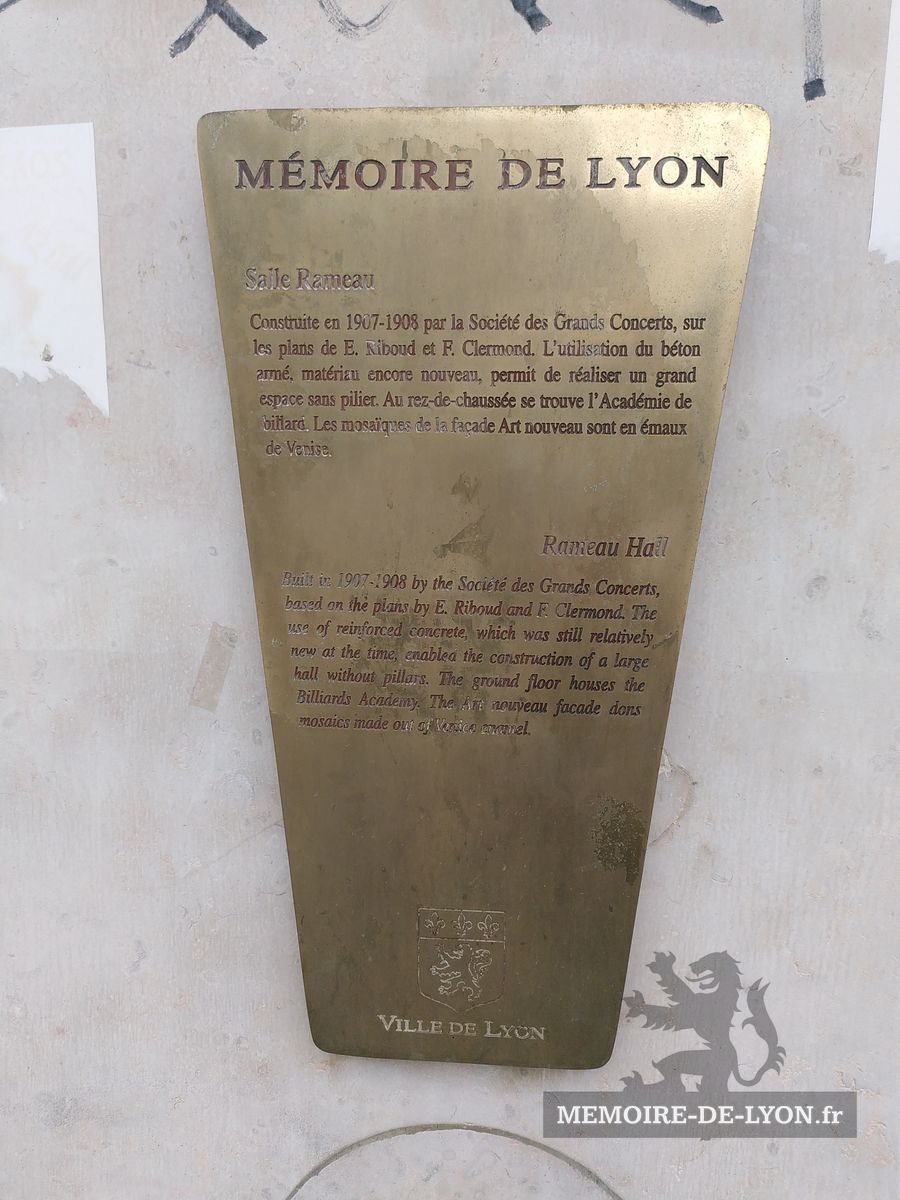 MÉMOIRE DE LYON
Salle Rameau
Construite en 1907-1908 par la Société des Grands Concerts, sur
les plans de E. Riboud et F. Clermond. L'utilisation du béton
armé, matériau encore nouveau, permit de réaliser un grand
espace sans pilier. Au rez-de-chaussée se trouve l'Académie de
billard. Les mosaïques de la façade Art nouveau sont en émaux
de Venise.
Rameau Hall
Built in 1907-1908 by the Société des Grands Concerts,
based on the plans by E. Riboud and F. Clermond. The
use of reinforced concrete, which was still relatively
new at the time, enabled the construction of a large
hall without pillars. The ground floor houses the
Billiards Academy. The Art nouveau facade dons
mosaics made out of Venice enamel.
VILLE DE LYON
MEMOIRE-DE-LYON.fr